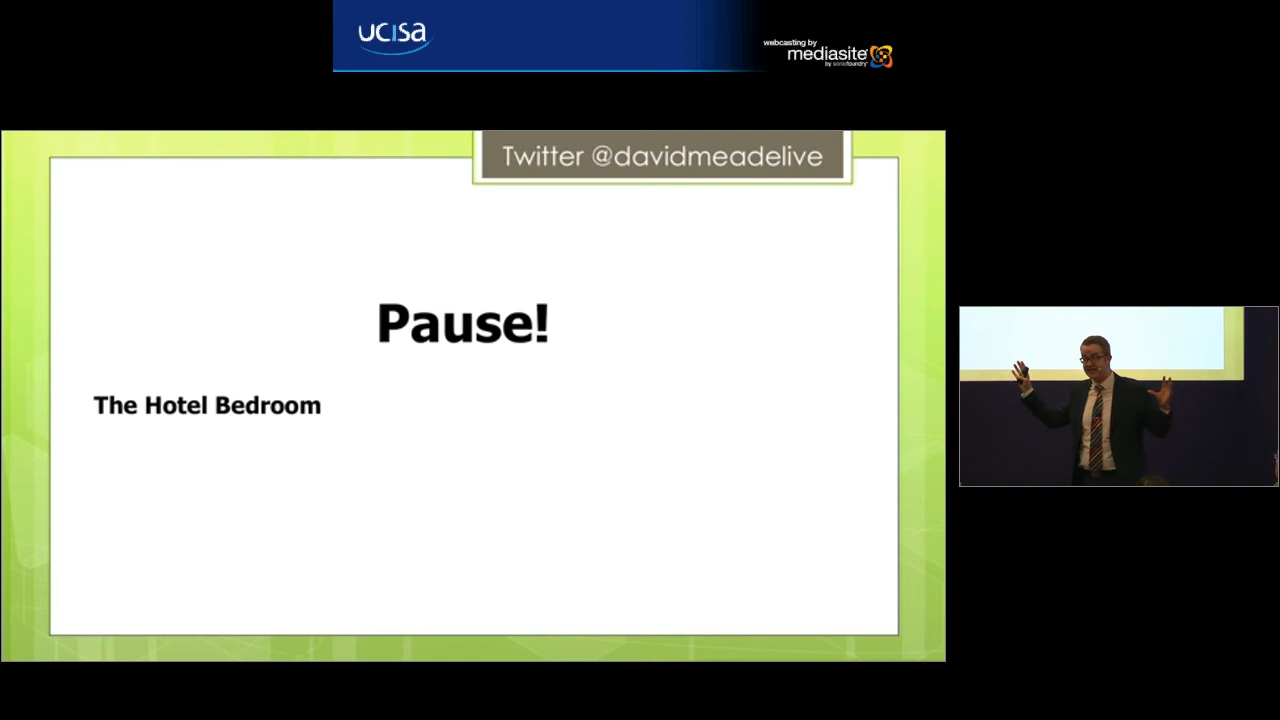 ucisa
webcasting by
mediasite
by sonicfoundry
Twitter @davidmeadelive
Pause!
The Hotel Bedroom